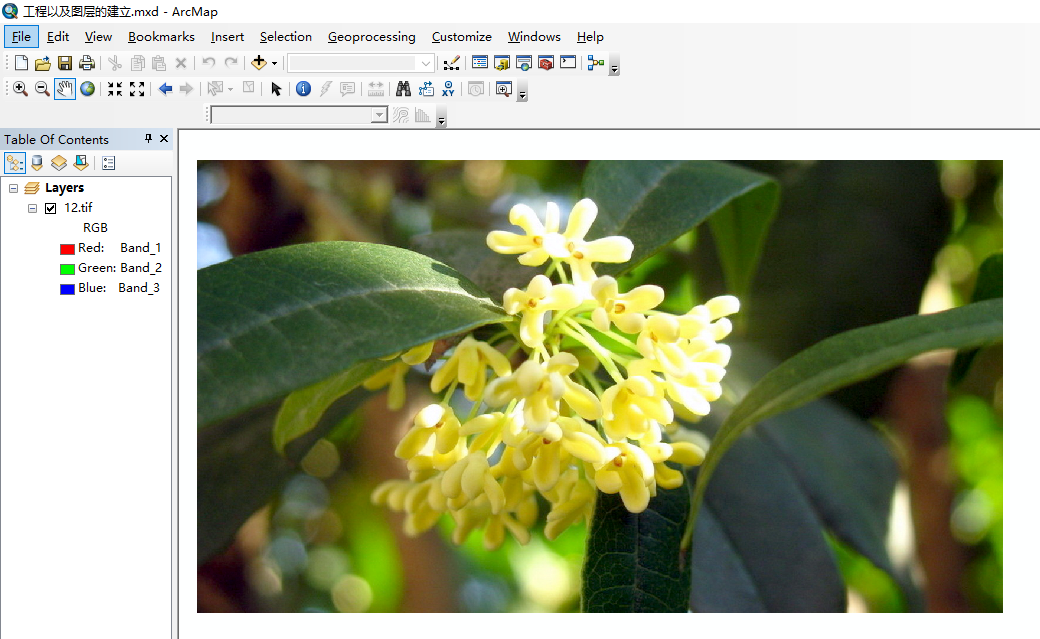 工程以及图层的建立.mxd - ArcMap
File Edit View Bookmarks Insert Selection Geoprocessing Customize Windows Help
XY
Table Of Contents
Layers
12.tif
RGB
Red: Band_1
Green: Band_2
Blue: Band_3